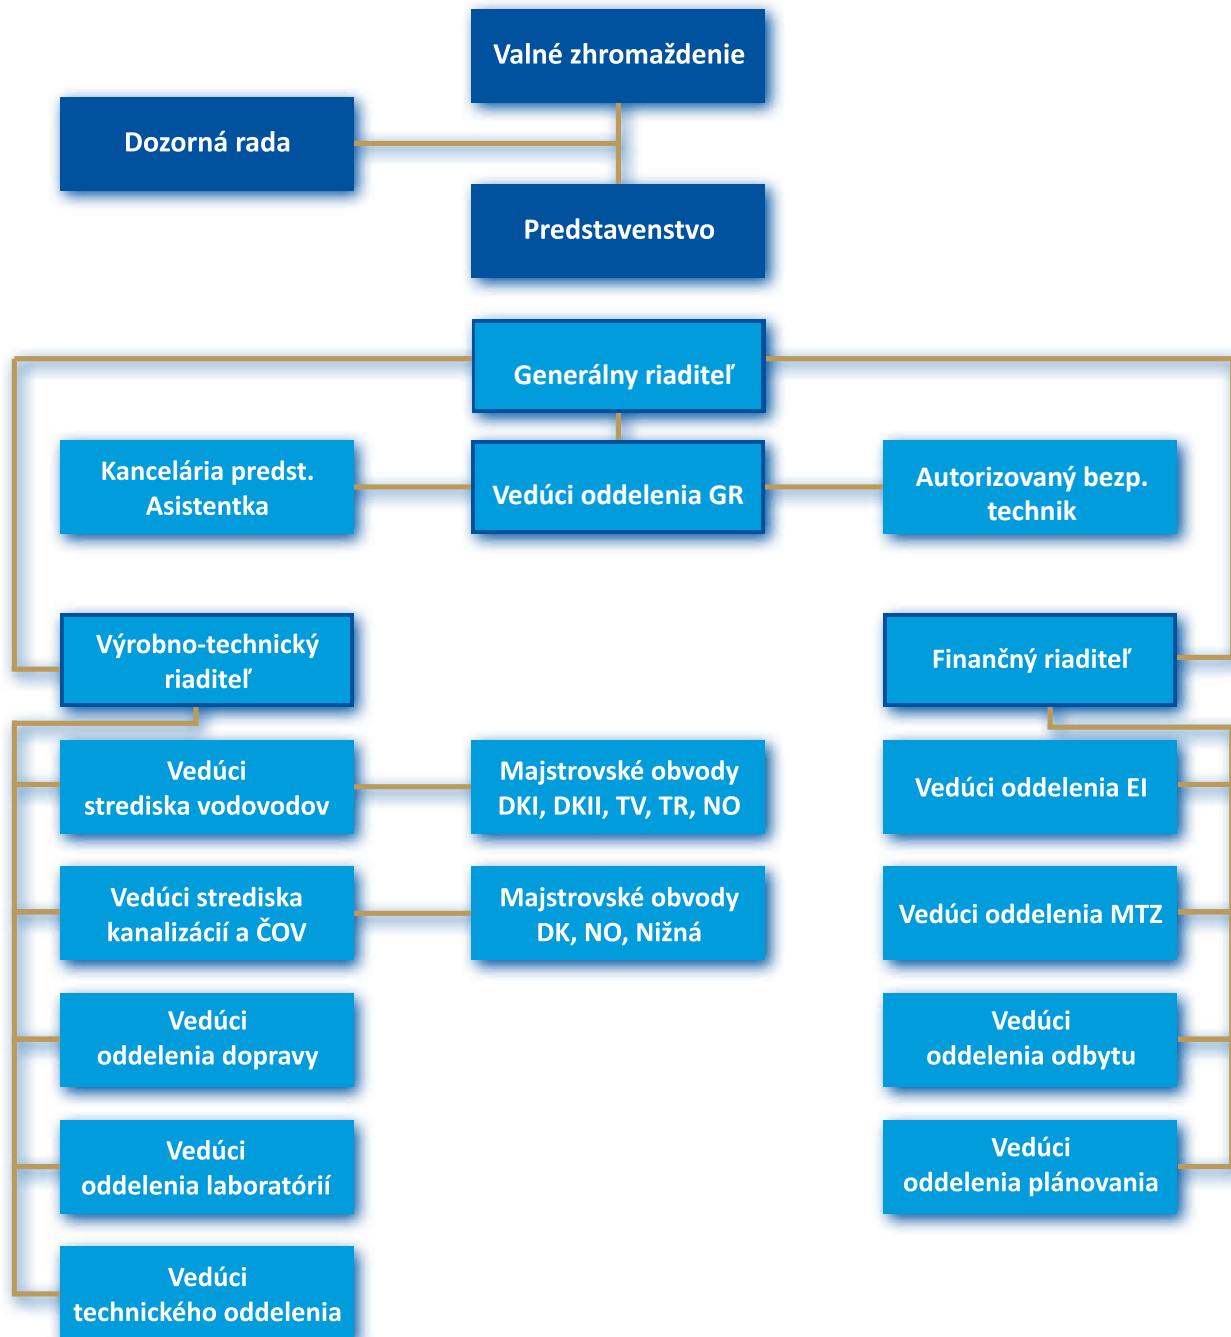 Valné zhromaždenie
Dozorná rada
Predstavenstvo
Generálny riaditeľ
Kancelária predst.
Asistentka
Vedúci oddelenia GR
Autorizovaný bezp.
technik
Výrobno-technický
riaditeľ
Finančný riaditeľ
Vedúci
strediska vodovodov
Majstrovské obvody
DKI, DKII, TV, TR, NO
Vedúci oddelenia EI
Vedúci strediska
kanalizácií a ČOV
Majstrovské obvody
DK, NO, Nižná
Vedúci oddelenia MTZ
Vedúci
oddelenia dopravy
Vedúci
oddelenia odbytu
Vedúci
oddelenia laboratórií
Vedúci
oddelenia plánovania
Vedúci
technického oddelenia